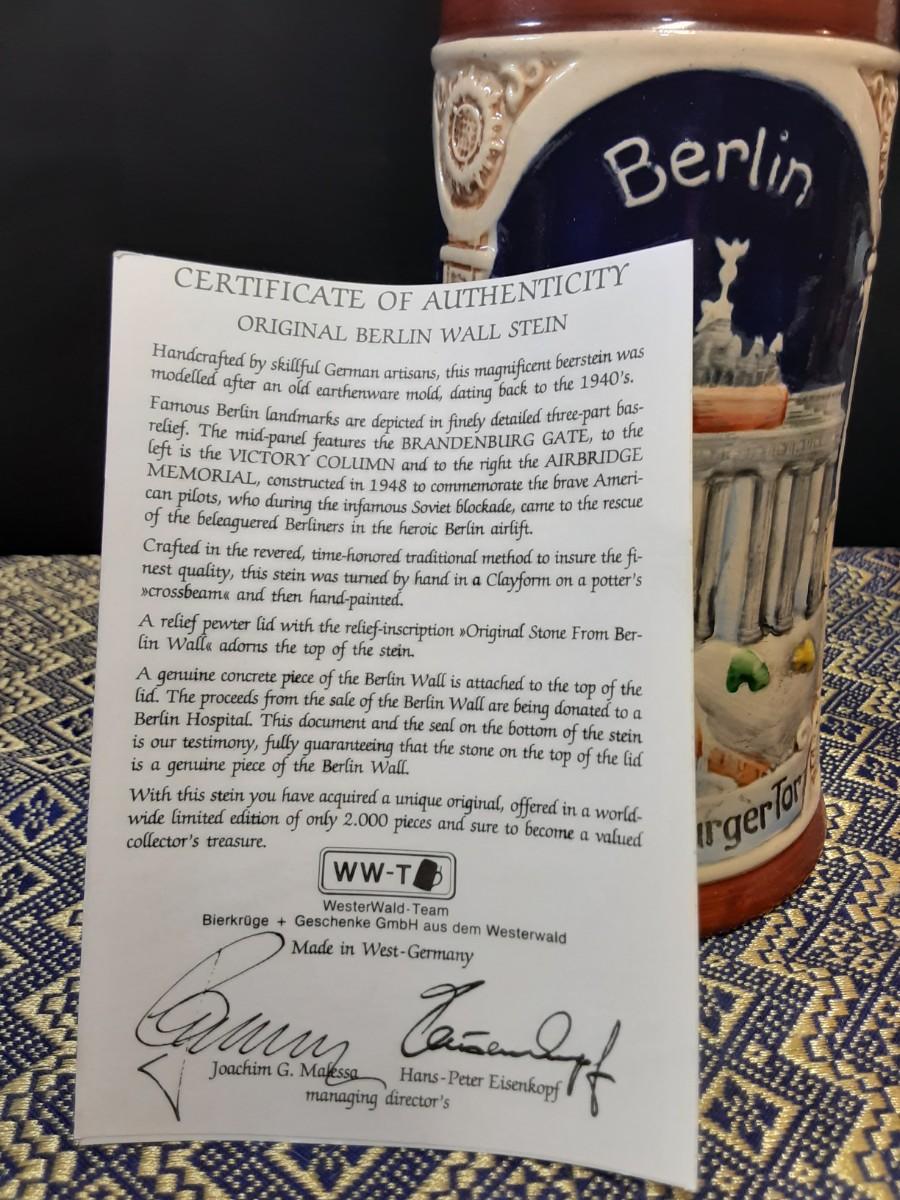 Berlin
CERTIFICATE OF AUTHENTICITY
ORIGINAL BERLIN WALL STEIN
Handcrafted by skillful German artisans, this magnificent beerstein was
modelled after an old earthenware mold, dating back to the 1940's.
Famous Berlin landmarks are depicted in finely detailed three-part bas-
relief. The mid-panel features the BRANDENBURG GATE, to the
left is the VICTORY COLUMN and to the right the AIRBRIDGE
MEMORIAL, constructed in 1948 to commemorate the brave Ameri-
can pilots, who during the infamous Soviet blockade, came to the rescue
of the beleaguered Berliners in the heroic Berlin airlift.
Crafted in the revered, time-honored traditional method to insure the fi-
nest quality, this stein was turned by hand in a Clayform on a potter's
»crossbeam« and then hand-painted.
A relief pewter lid with the relief-inscription »Original Stone From Ber-
lin Wall« adorns the top of the stein.
A genuine concrete piece of the Berlin Wall is attached to the top of the
lid. The proceeds from the sale of the Berlin Wall are being donated to a
Berlin Hospital. This document and the seal on the bottom of the stein
is our testimony, fully guaranteeing that the stone on the top of the lid
is a genuine piece of the Berlin Wall.
With this stein you have acquired a unique original, offered in a world-
wide limited edition of only 2.000 pieces and sure to become a valued
collector's treasure.
WW-T
WesterWald-Team
Bierkrüge + Geschenke GmbH aus dem Westerwald
Made in West-Germany
Joachim G. Malessa Hans-Peter Eisenkopf
managing director's
urger Tor